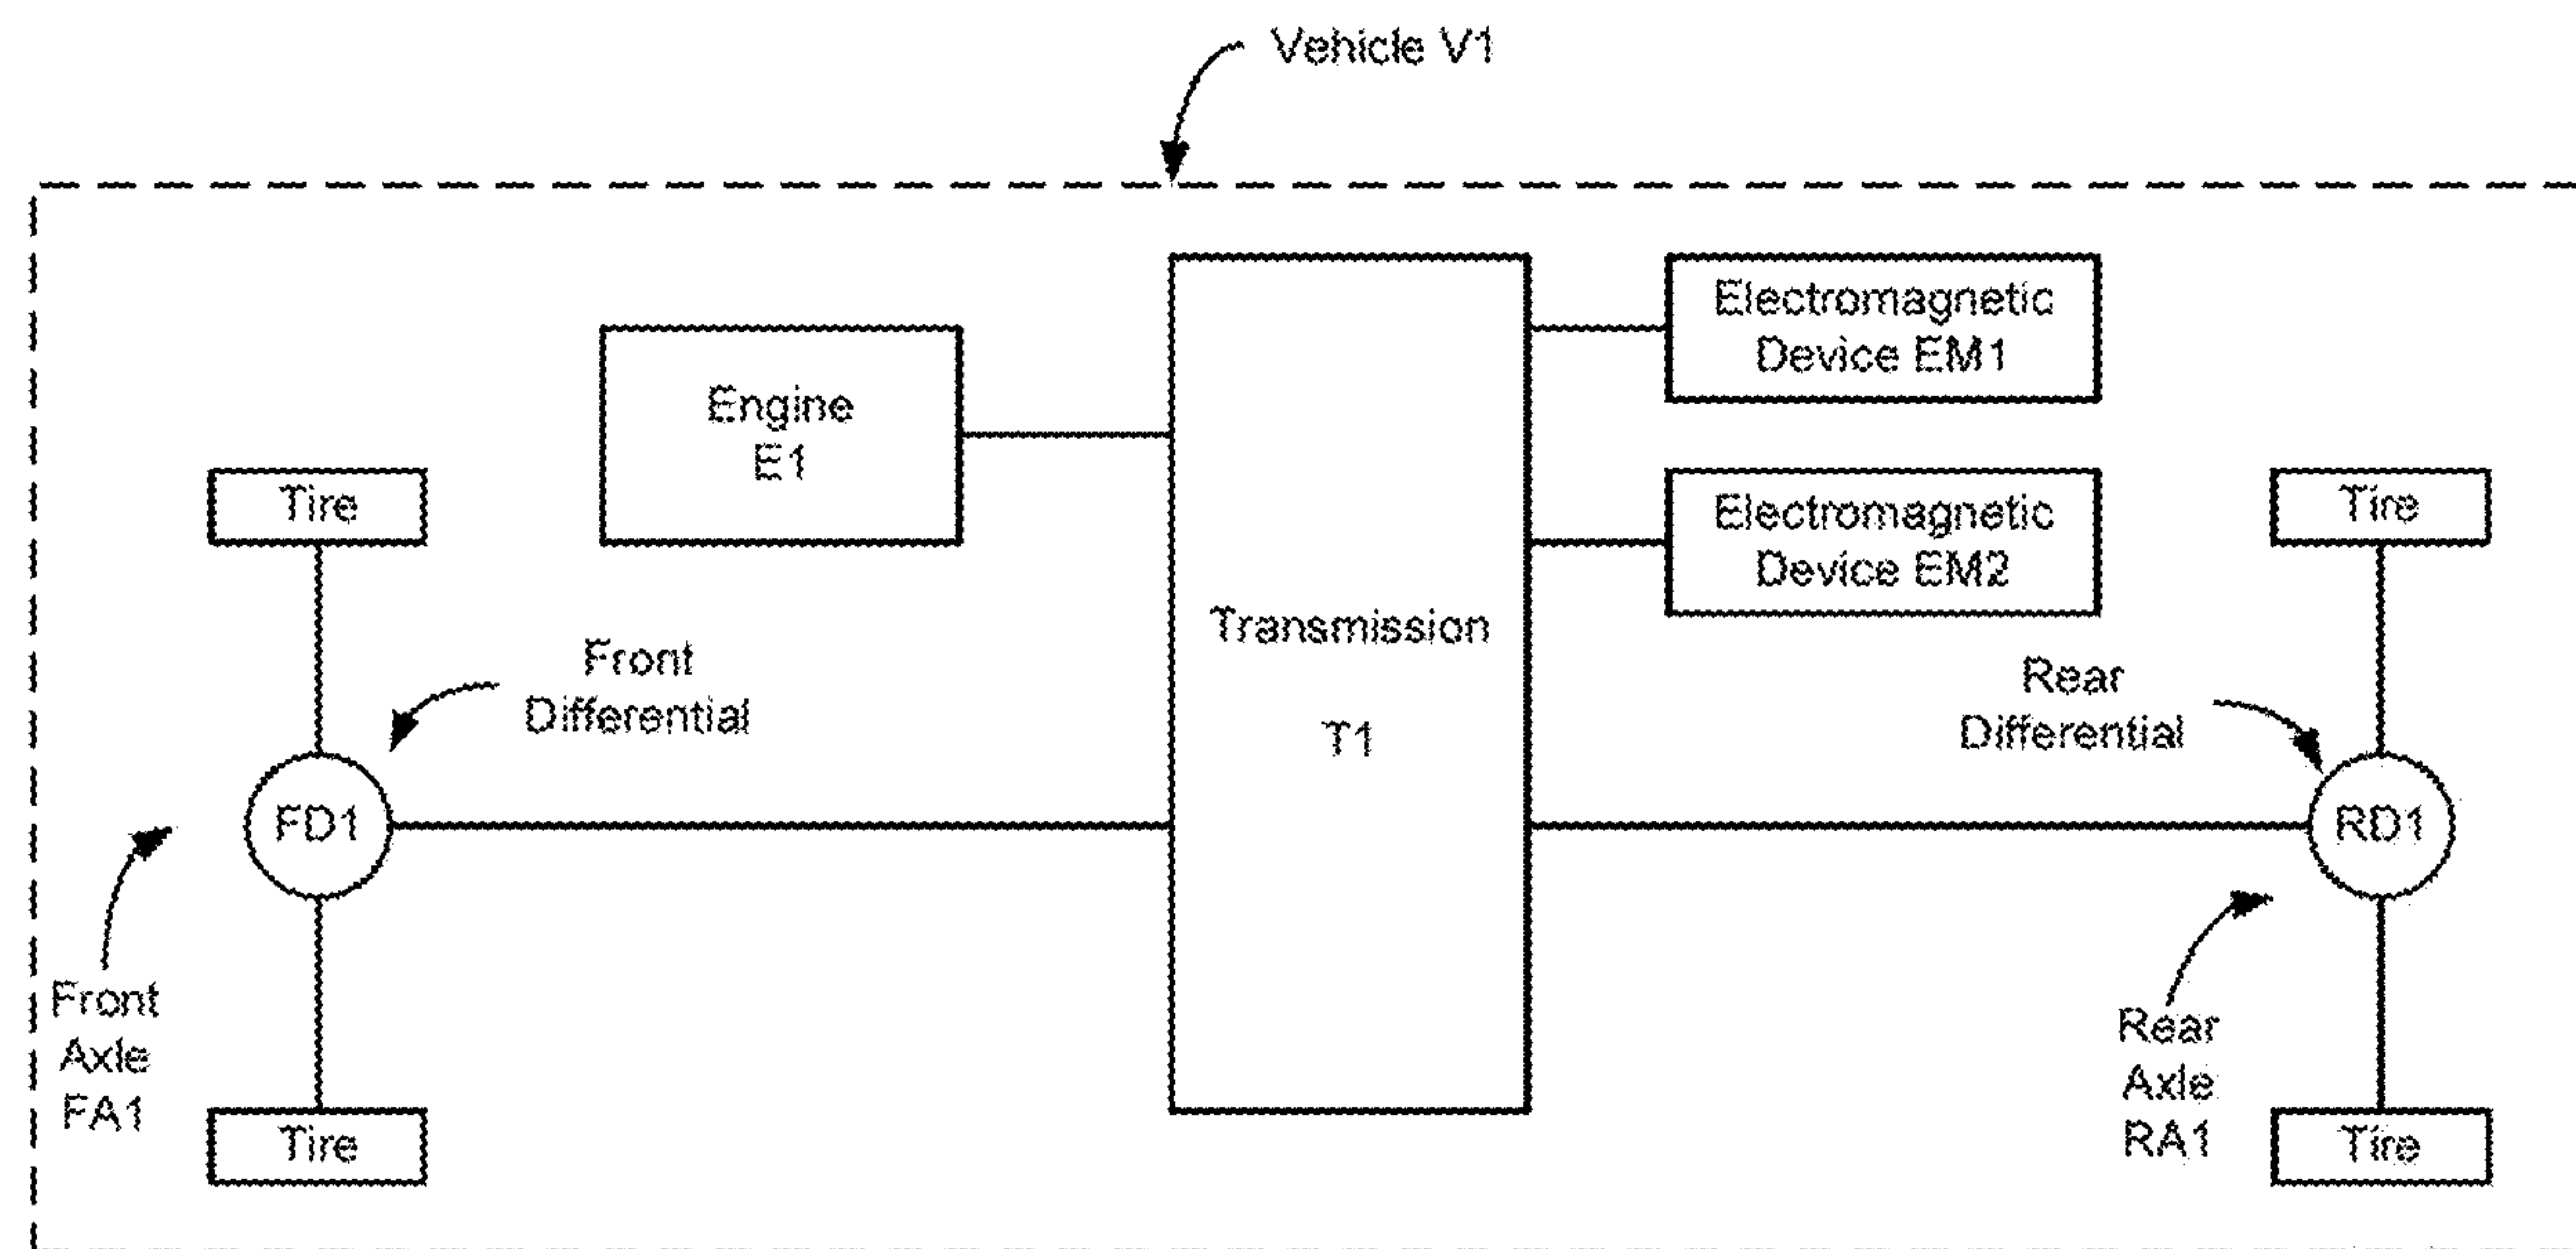 Vehicle V1
Electromagnetic
Device EM1
Engine
E1
Tire
Electromagnetic
Device EM2
Tire
Transmission
T1
Front
Differential
Rear
Differential
FD1
RD1
Front
Axle
FA1
Rear
Axle
RA1
Tire
Tire